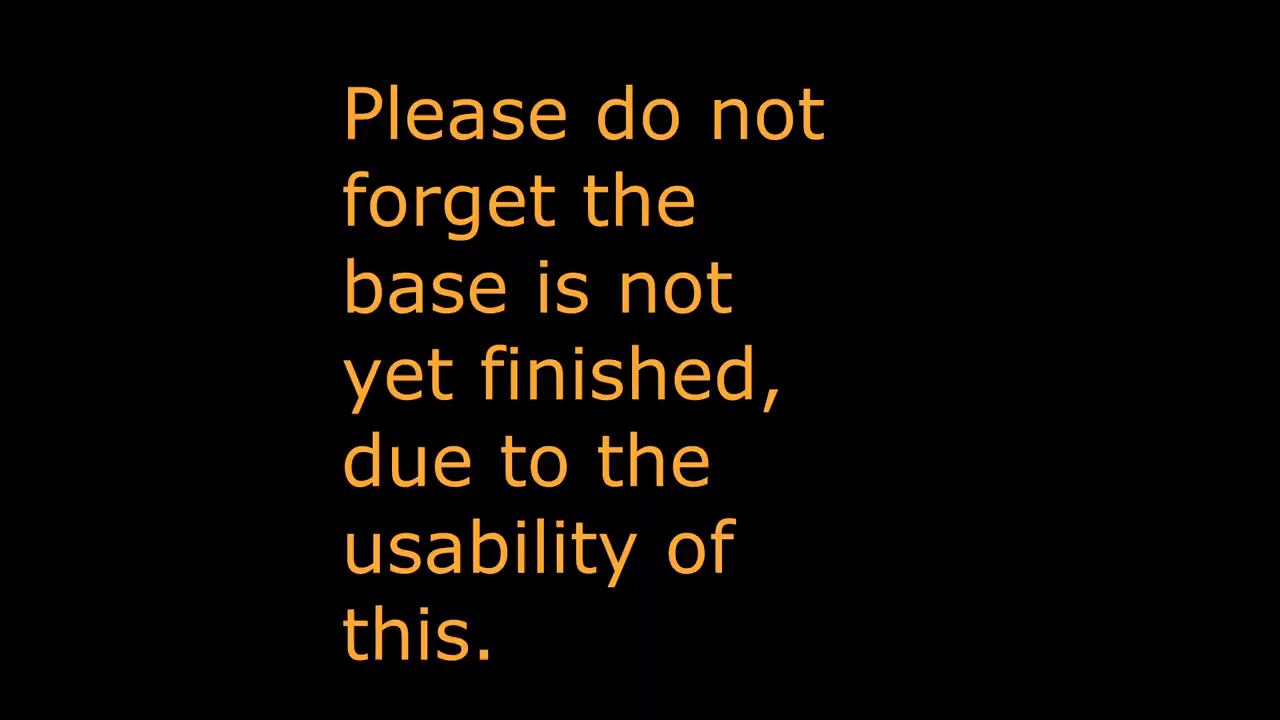 Please do not
forget the
base is not
yet finished,
due to the
usability of
this.